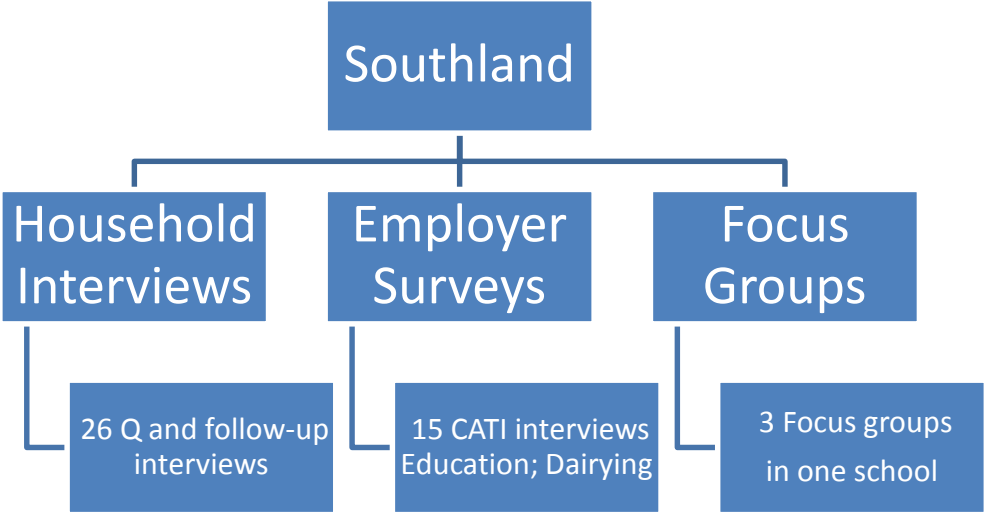 Southland
Household
Interviews
Employer
Surveys
Focus
Groups
26 Q and follow-up
interviews
15 CATI interviews
Education; Dairying
3 Focus groups
in one school